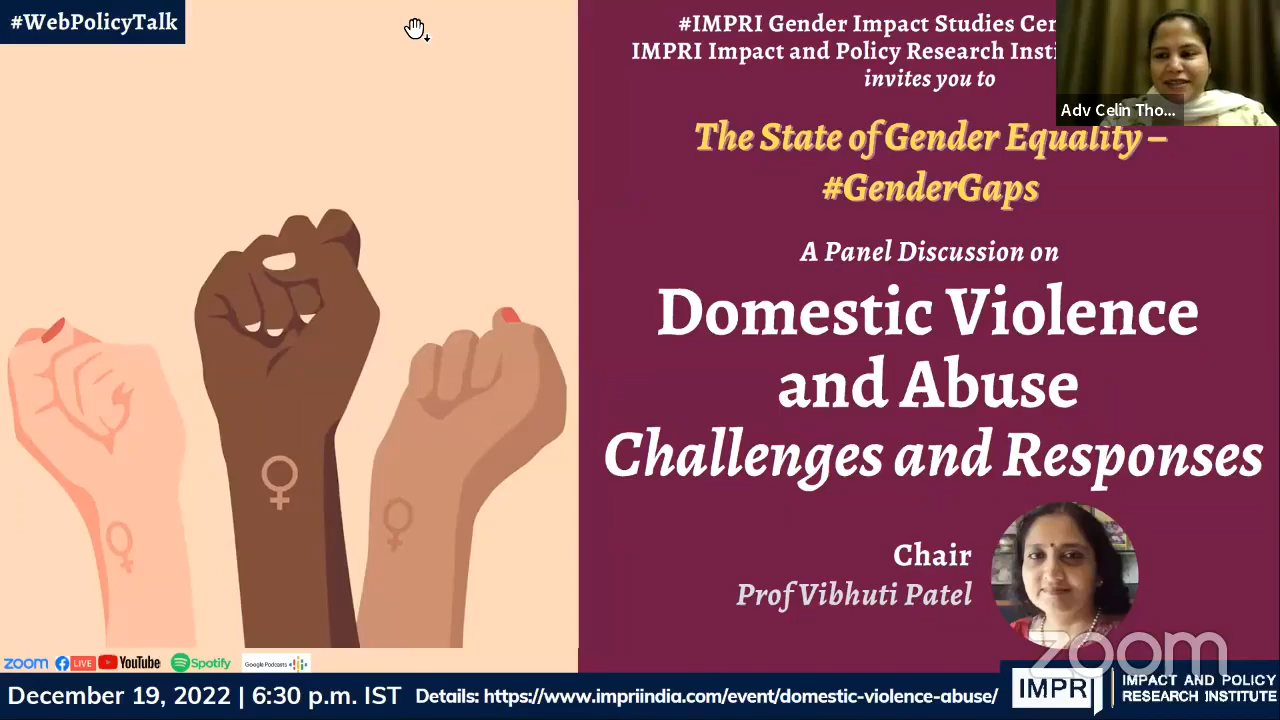 #WebPolicyTalk
#IMPRI Gender Impact Studies Cen
IMPRI Impact and Policy Research Insti
invites you to
Adv Celin Tho...
The State of Gender Equality –
#GenderGaps
A Panel Discussion on
Domestic Violence
and Abuse
Challenges and Responses
Chair
Prof Vibhuti Patel
zoom
zoom LIVE YouTube Spotify Google Podcasts
December 19, 2022 | 6:30 p.m. IST Details: https://www.impriindia.com/event/domestic-violence-abuse/
IMPRI
IMPACT AND POLICY
RESEARCH INSTITUTE